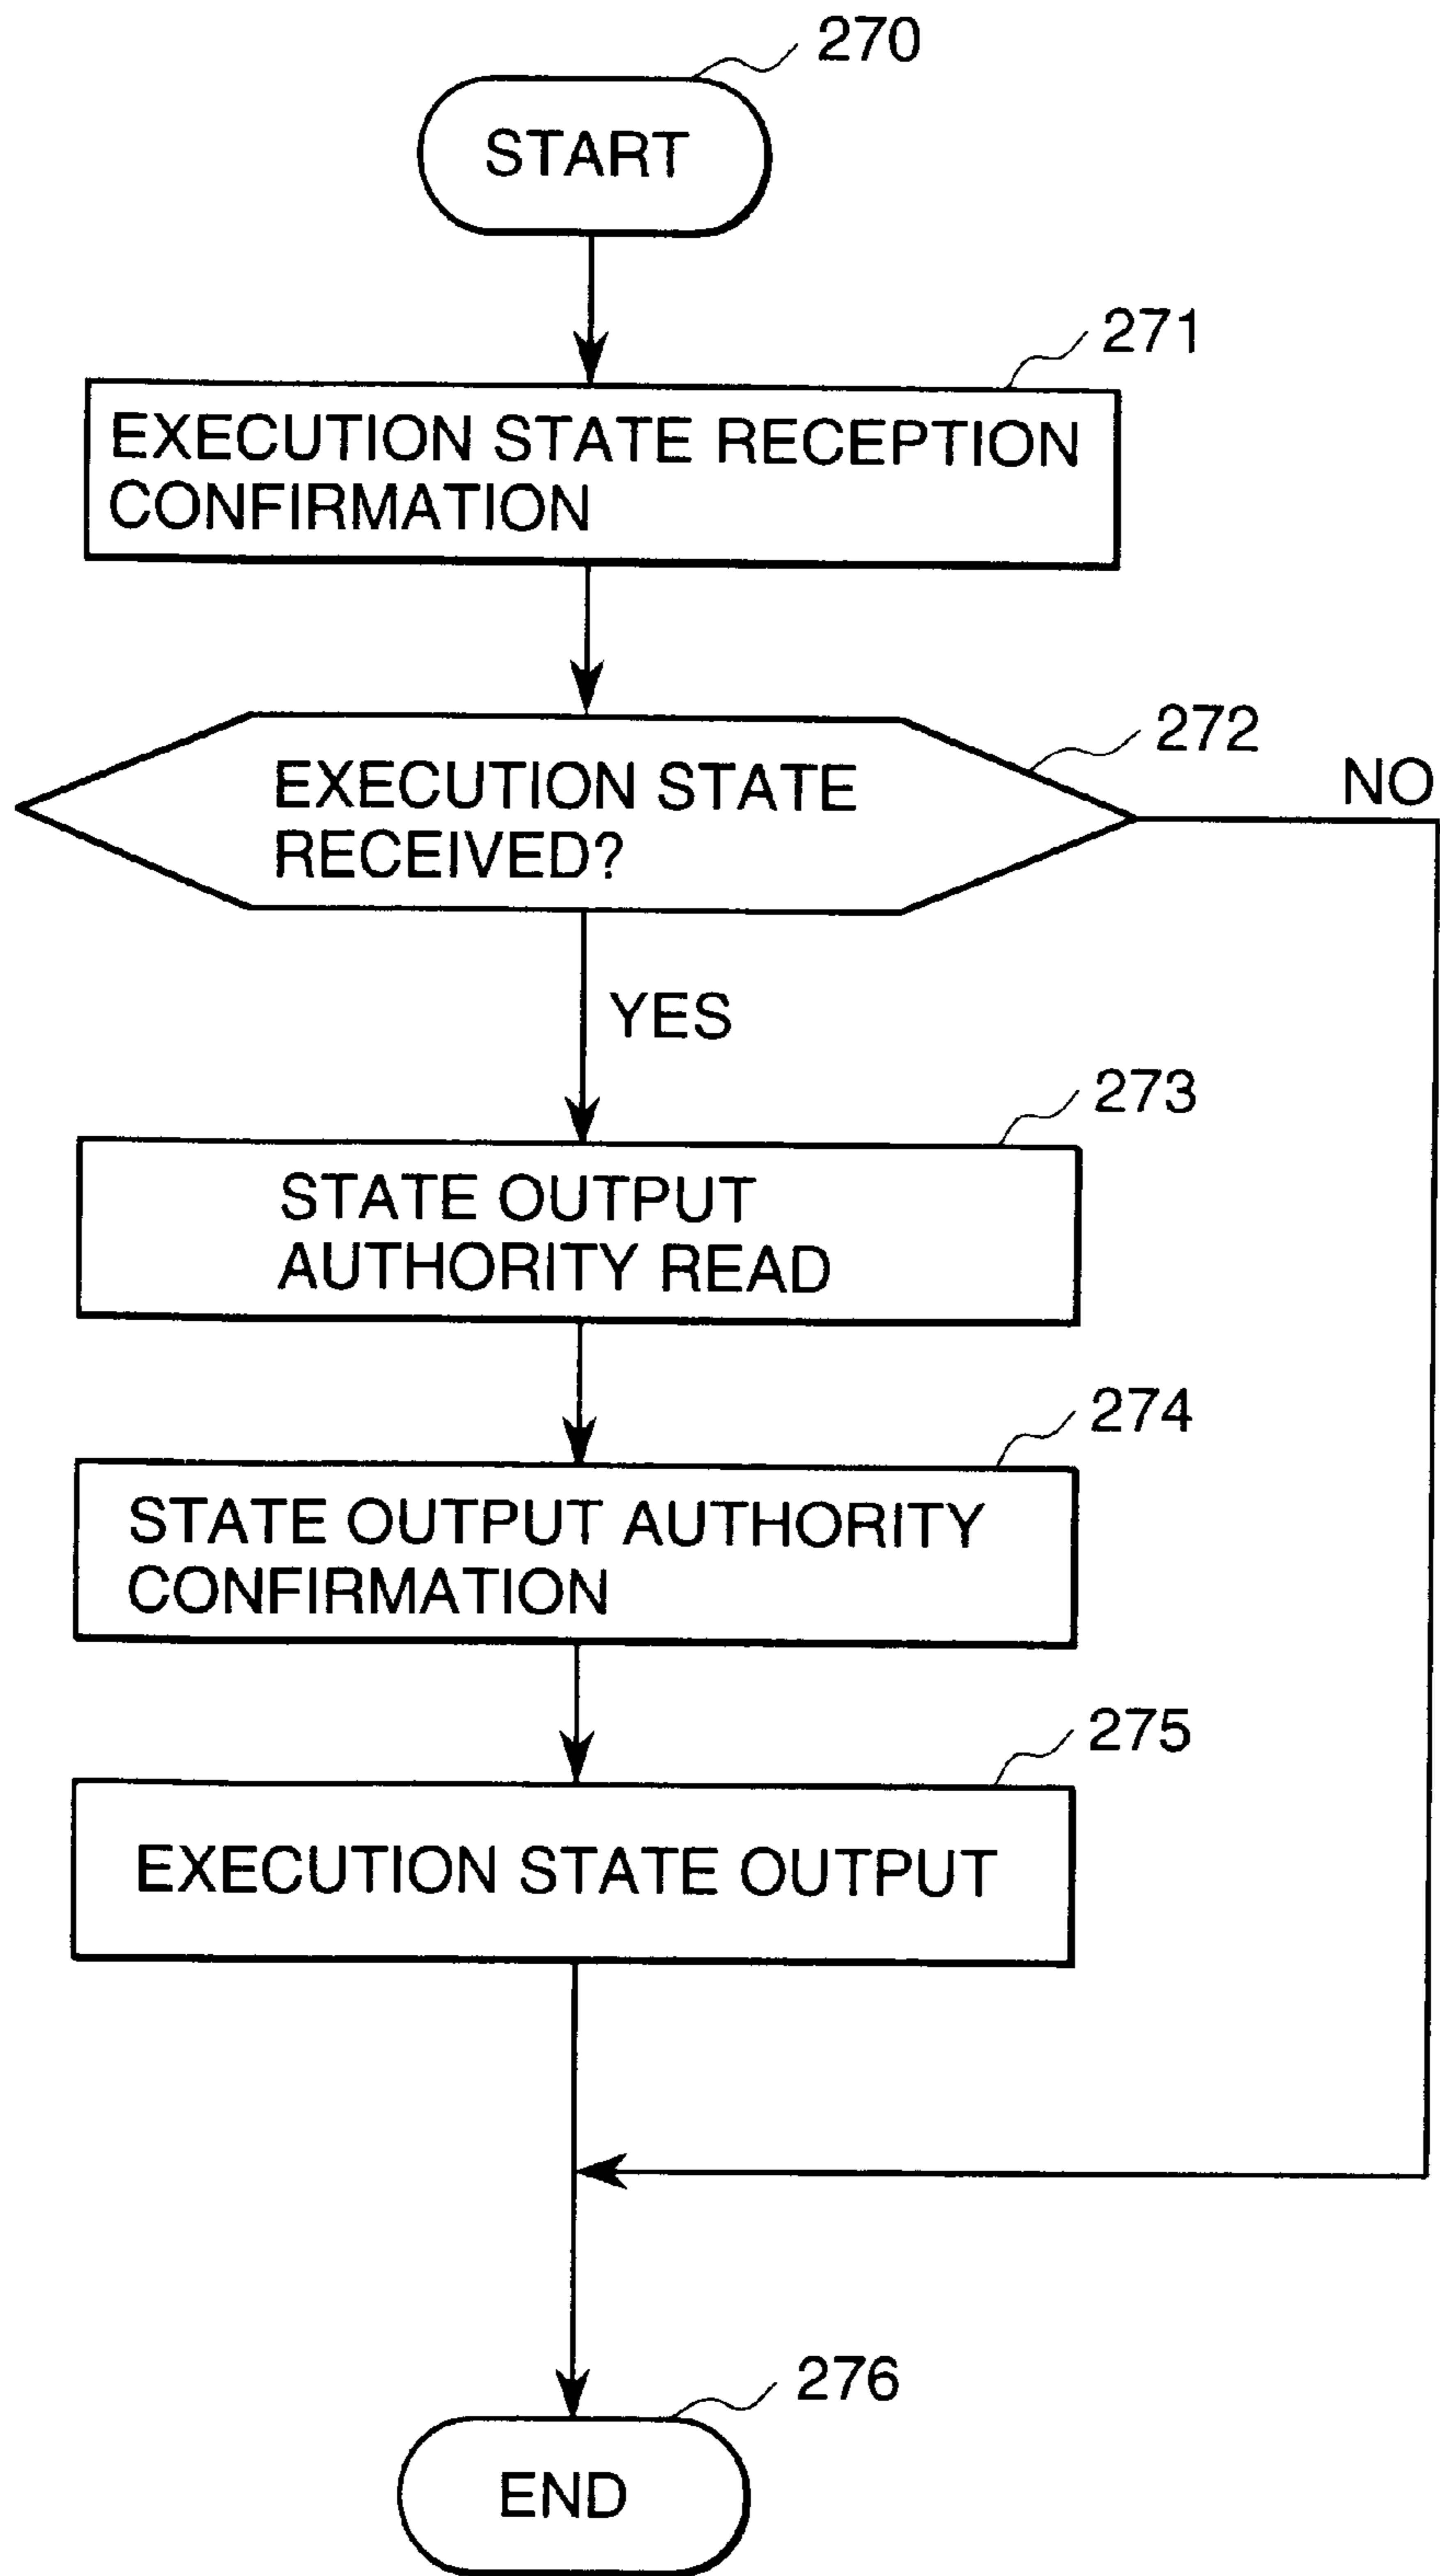 270
START
271
EXECUTION STATE RECEPTION
CONFIRMATION
272
EXECUTION STATE
RECEIVED?
NO
YES
273
STATE OUTPUT
AUTHORITY READ
274
STATE OUTPUT AUTHORITY
CONFIRMATION
275
EXECUTION STATE OUTPUT
276
END